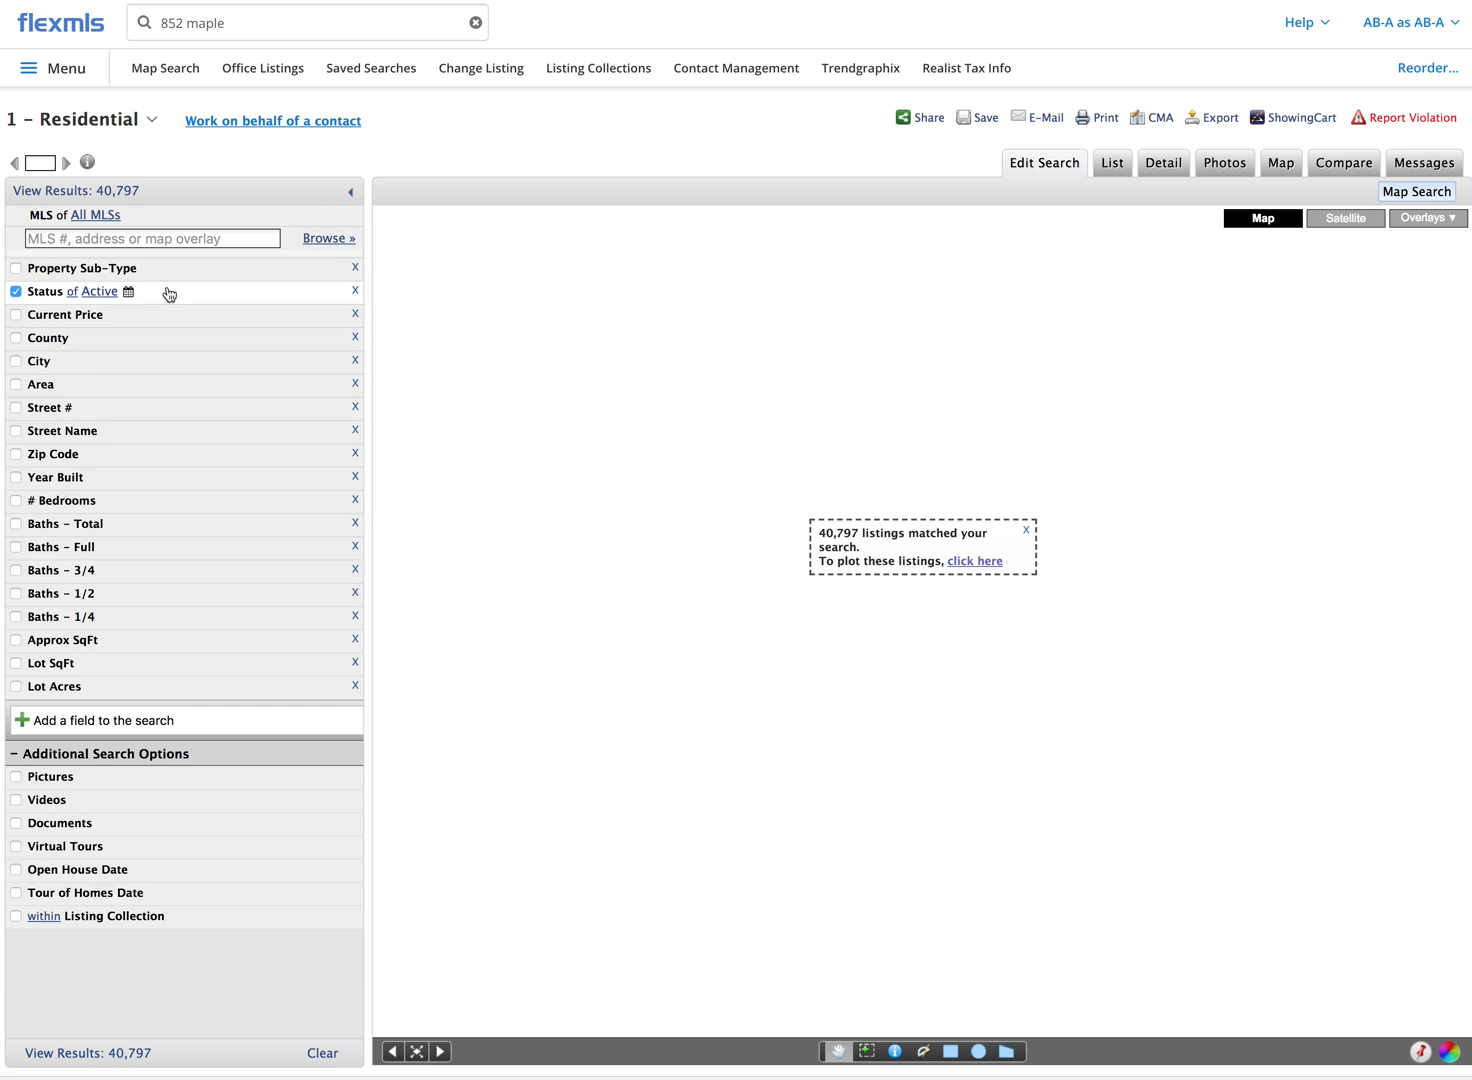 flexmls
852 maple
Help
AB-A as AB-A
Menu
Map Search
Office Listings
Saved Searches
Change Listing
Listing Collections
Contact Management
Trendgraphix
Realist Tax Info
Reorder...
1 - Residential
Work on behalf of a contact
Share
Save
E-Mail
Print
CMA
Export
ShowingCart
Report Violation
Edit Search
List
Detail
Photos
Map
Compare
Messages
View Results: 40,797
Map Search
MLS of All MLSs
MLS #, address or map overlay
Browse »
Map
Satellite
Overlays ▾
Property Sub-Type X
Status of Active X
Current Price X
County X
City X
Area X
Street # X
Street Name X
Zip Code X
Year Built X
# Bedrooms X
Baths - Total X
Baths - Full X
Baths - 3/4 X
Baths - 1/2 X
Baths - 1/4 X
Approx SqFt X
Lot SqFt X
Lot Acres X
40,797 listings matched your X
search.
To plot these listings, click here
Add a field to the search
- Additional Search Options
Pictures
Videos
Documents
Virtual Tours
Open House Date
Tour of Homes Date
within Listing Collection
View Results: 40,797
Clear